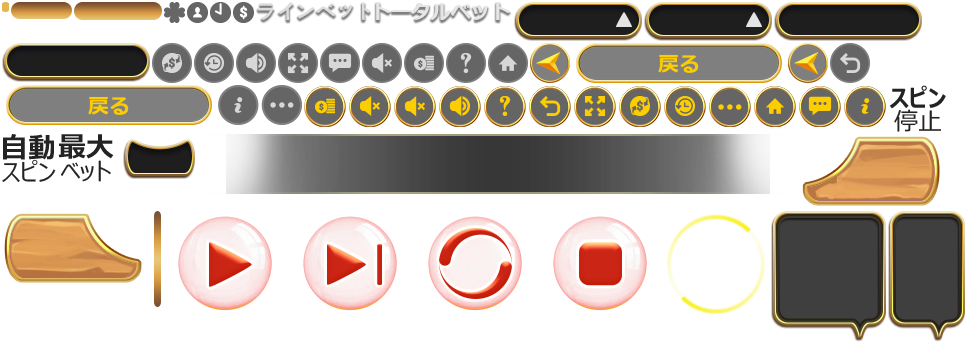 ラインベット トータルベット
戻る
戻る
スピン
停止
自動 最大
スピン ベット